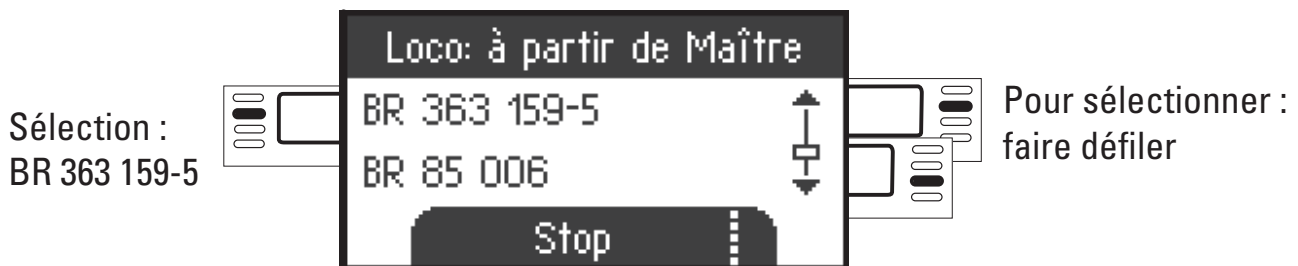 Loco: à partir de Maître
Sélection :
BR 363 159-5
BR 363 159-5
BR 85 006
Stop
Pour sélectionner :
faire défiler